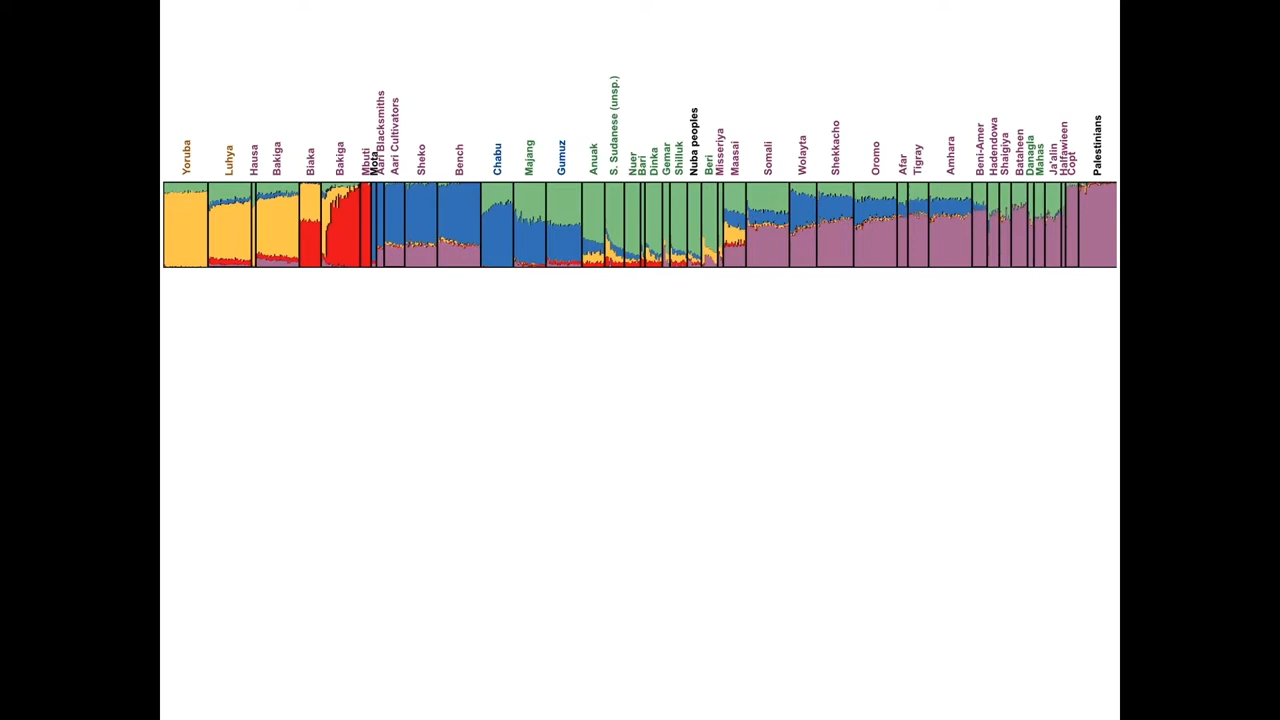 Yoruba
Luhya
Hausa
Bakiga
Biaka
Bakiga
Mbuti
Mota
Aari Blacksmiths
Aari Cultivators
Sheko
Bench
Chabu
Majang
Gumuz
Anuak
S. Sudanese (unsp.)
Nuer
Bari
Dinka
Gemar
Shilluk
Nuba peoples
Beri
Misseriya
Maasai
Somali
Wolayta
Shekkacho
Oromo
Afar
Tigray
Amhara
Beni-Amer
Hadendowa
Shaigiya
Bataheen
Danagla
Mahas
Ja'alin
Halfawieen
Copt
Palestinians